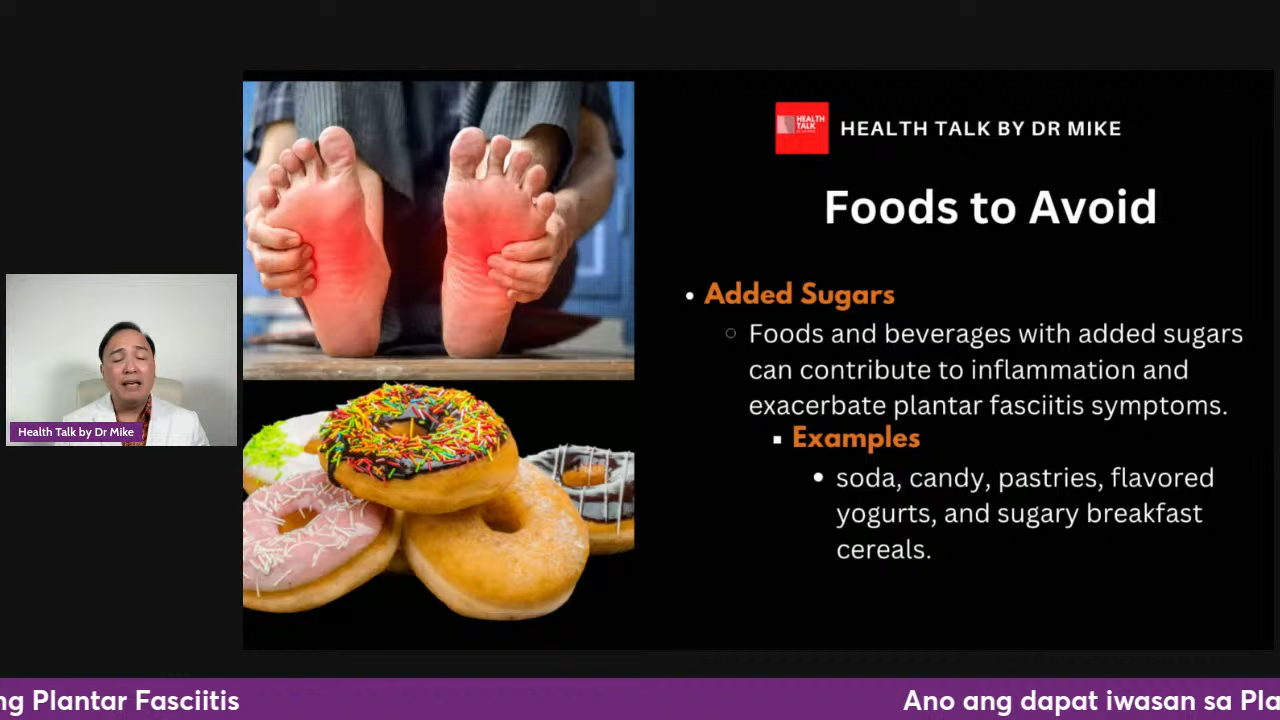 HEALTH
TALK
HEALTH TALK BY DR MIKE
Foods to Avoid
Added Sugars
Foods and beverages with added sugars
can contribute to inflammation and
exacerbate plantar fasciitis symptoms.
Examples
soda, candy, pastries, flavored
yogurts, and sugary breakfast
cereals.
Health Talk by Dr Mike
ng Plantar Fasciitis
Ano ang dapat iwasan sa Pla